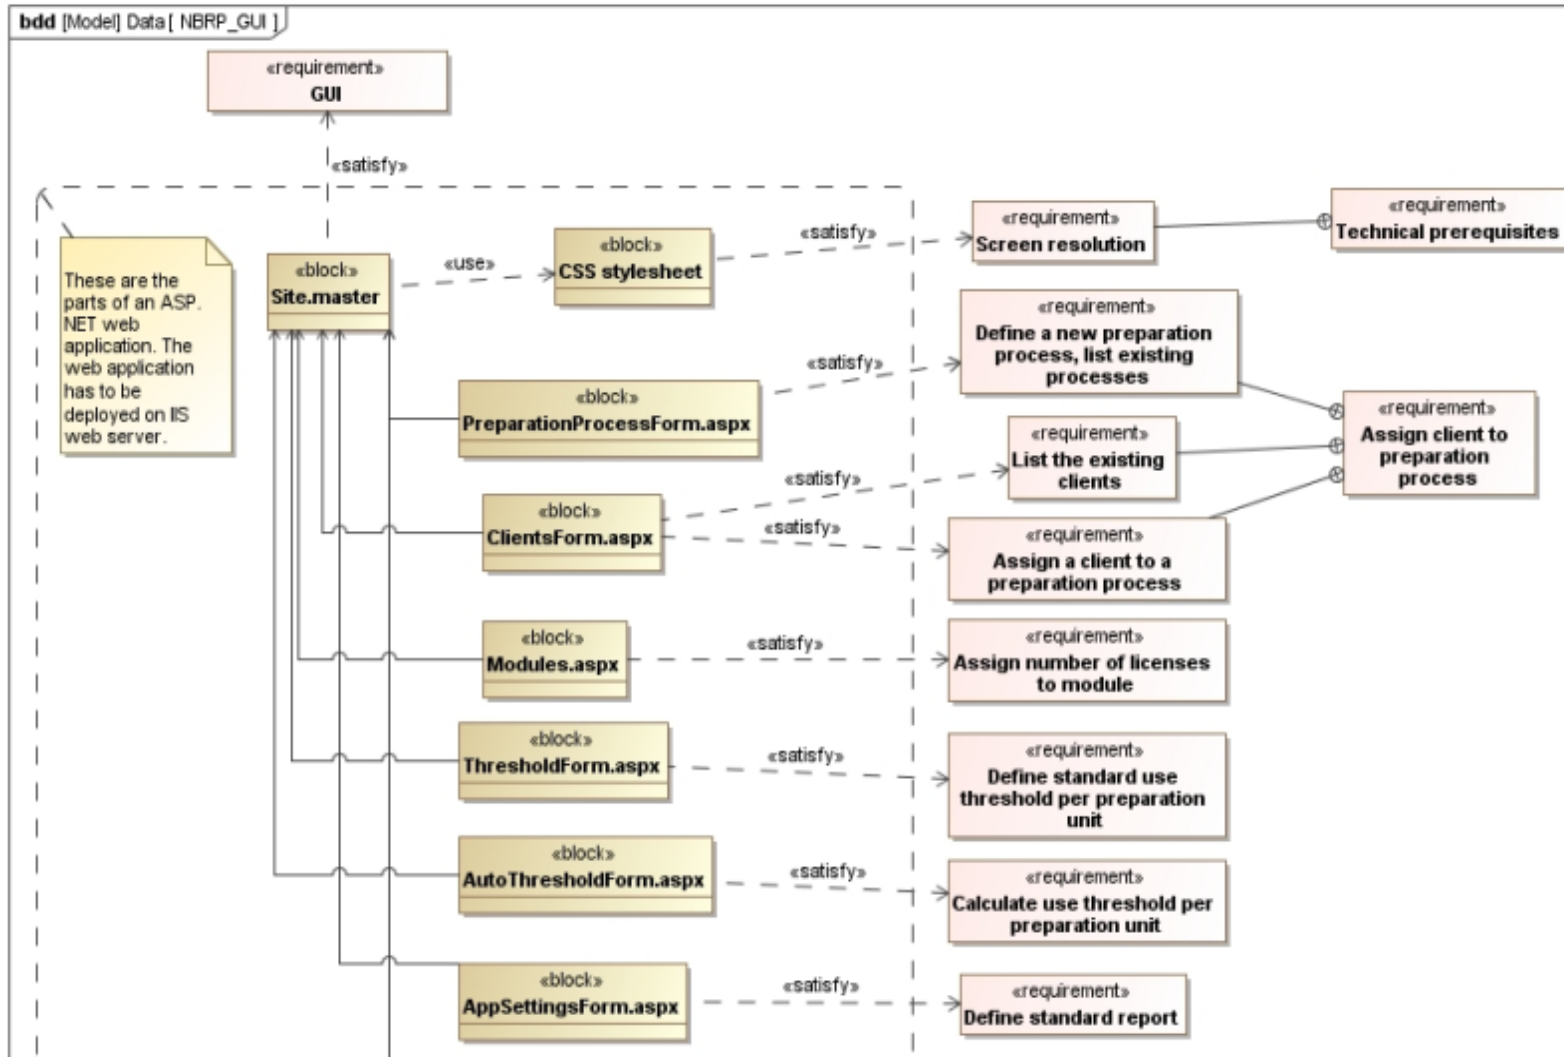 bdd [Model] Data [ NBRP_GUI ]
«requirement»
GUI
«satisfy»
These are the
parts of an ASP.
NET web
application. The
web application
has to be
deployed on IIS
web server.
«block»
Site.master
«use»
«block»
CSS stylesheet
«satisfy»
«requirement»
Screen resolution
«requirement»
Technical prerequisites
«block»
PreparationProcessForm.aspx
«satisfy»
«requirement»
Define a new preparation
process, list existing
processes
«requirement»
Assign client to
preparation
process
«block»
ClientsForm.aspx
«satisfy»
«satisfy»
«requirement»
List the existing
clients
«requirement»
Assign a client to a
preparation process
«block»
Modules.aspx
«satisfy»
«requirement»
Assign number of licenses
to module
«block»
ThresholdForm.aspx
«satisfy»
«requirement»
Define standard use
threshold per preparation
unit
«block»
AutoThresholdForm.aspx
«satisfy»
«requirement»
Calculate use threshold per
preparation unit
«block»
AppSettingsForm.aspx
«satisfy»
«requirement»
Define standard report